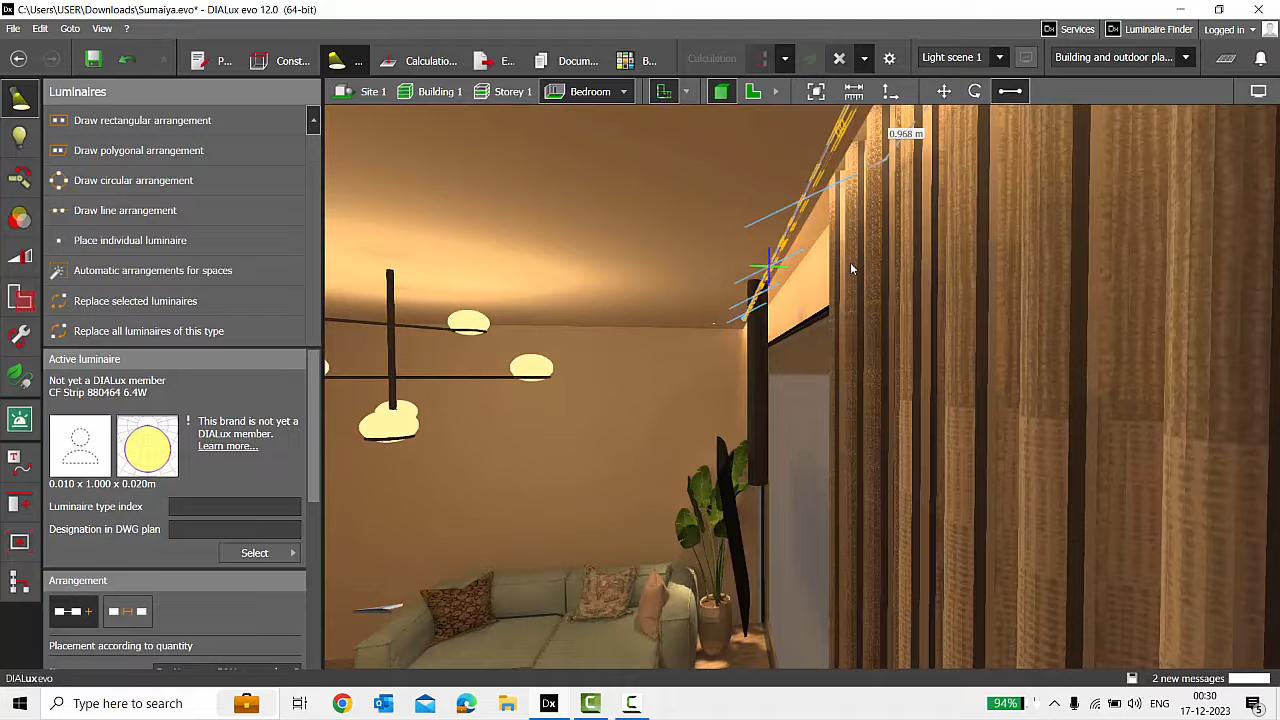 C:\Users\USER\Downloads\Sumaiya.evo* - DIALux evo 12.0 (64-bit)
File Edit Goto View ?
Services Luminaire Finder Logged in
P... Const... ... Calculatio... E... Docum... B... Calculation Light scene 1 Building and outdoor pla...
Luminaires
Site 1 Building 1 Storey 1 Bedroom
Draw rectangular arrangement
Draw polygonal arrangement
Draw circular arrangement
Draw line arrangement
Place individual luminaire
Automatic arrangements for spaces
Replace selected luminaires
Replace all luminaires of this type
0.968 m
Active luminaire
Not yet a DIALux member
CF Strip 880464 6.4W
! This brand is not yet a
DIALux member.
Learn more...
0.010 x 1.000 x 0.020m
Luminaire type index
Designation in DWG plan
Select
Arrangement
Placement according to quantity
DIALux evo
2 new messages
Type here to search
94%
ENG
00:30
17-12-2023
5